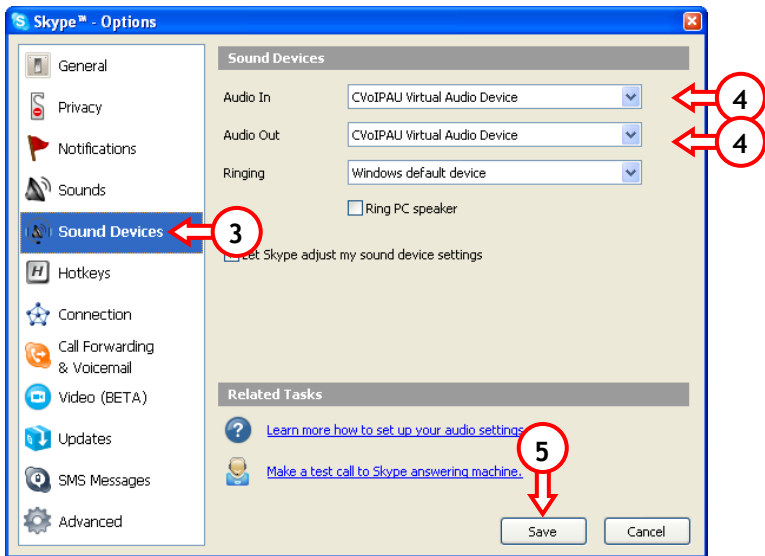 Skype™ - Options
General
Privacy
Notifications
Sounds
Sound Devices
Hotkeys
Connection
Call Forwarding
& Voicemail
Video (BETA)
Updates
SMS Messages
Advanced
Sound Devices
Audio In
CVoIPAU Virtual Audio Device
4
Audio Out
CVoIPAU Virtual Audio Device
4
Ringing
Windows default device
Ring PC speaker
3
Let Skype adjust my sound device settings
Related Tasks
?
Learn more how to set up your audio settings
Make a test call to Skype answering machine.
5
Save
Cancel